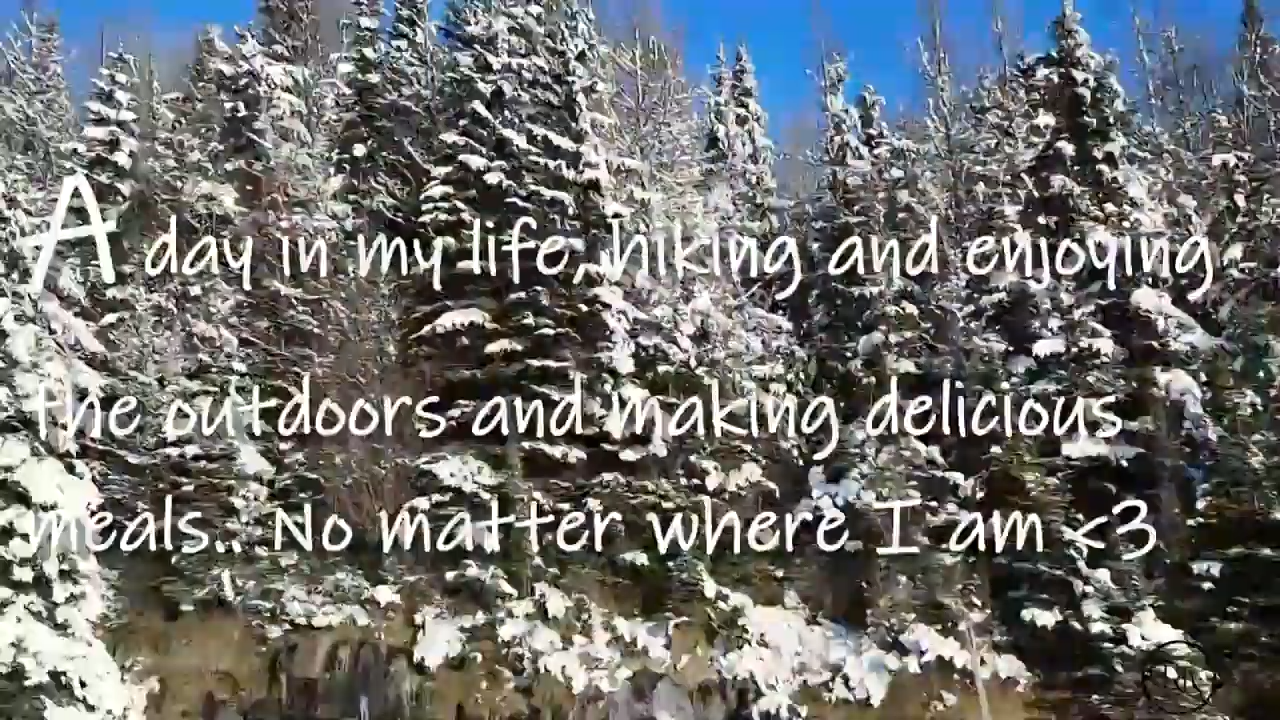 A day in my life, hiking and enjoying
the outdoors and making delicious
meals.. No matter where I am <3